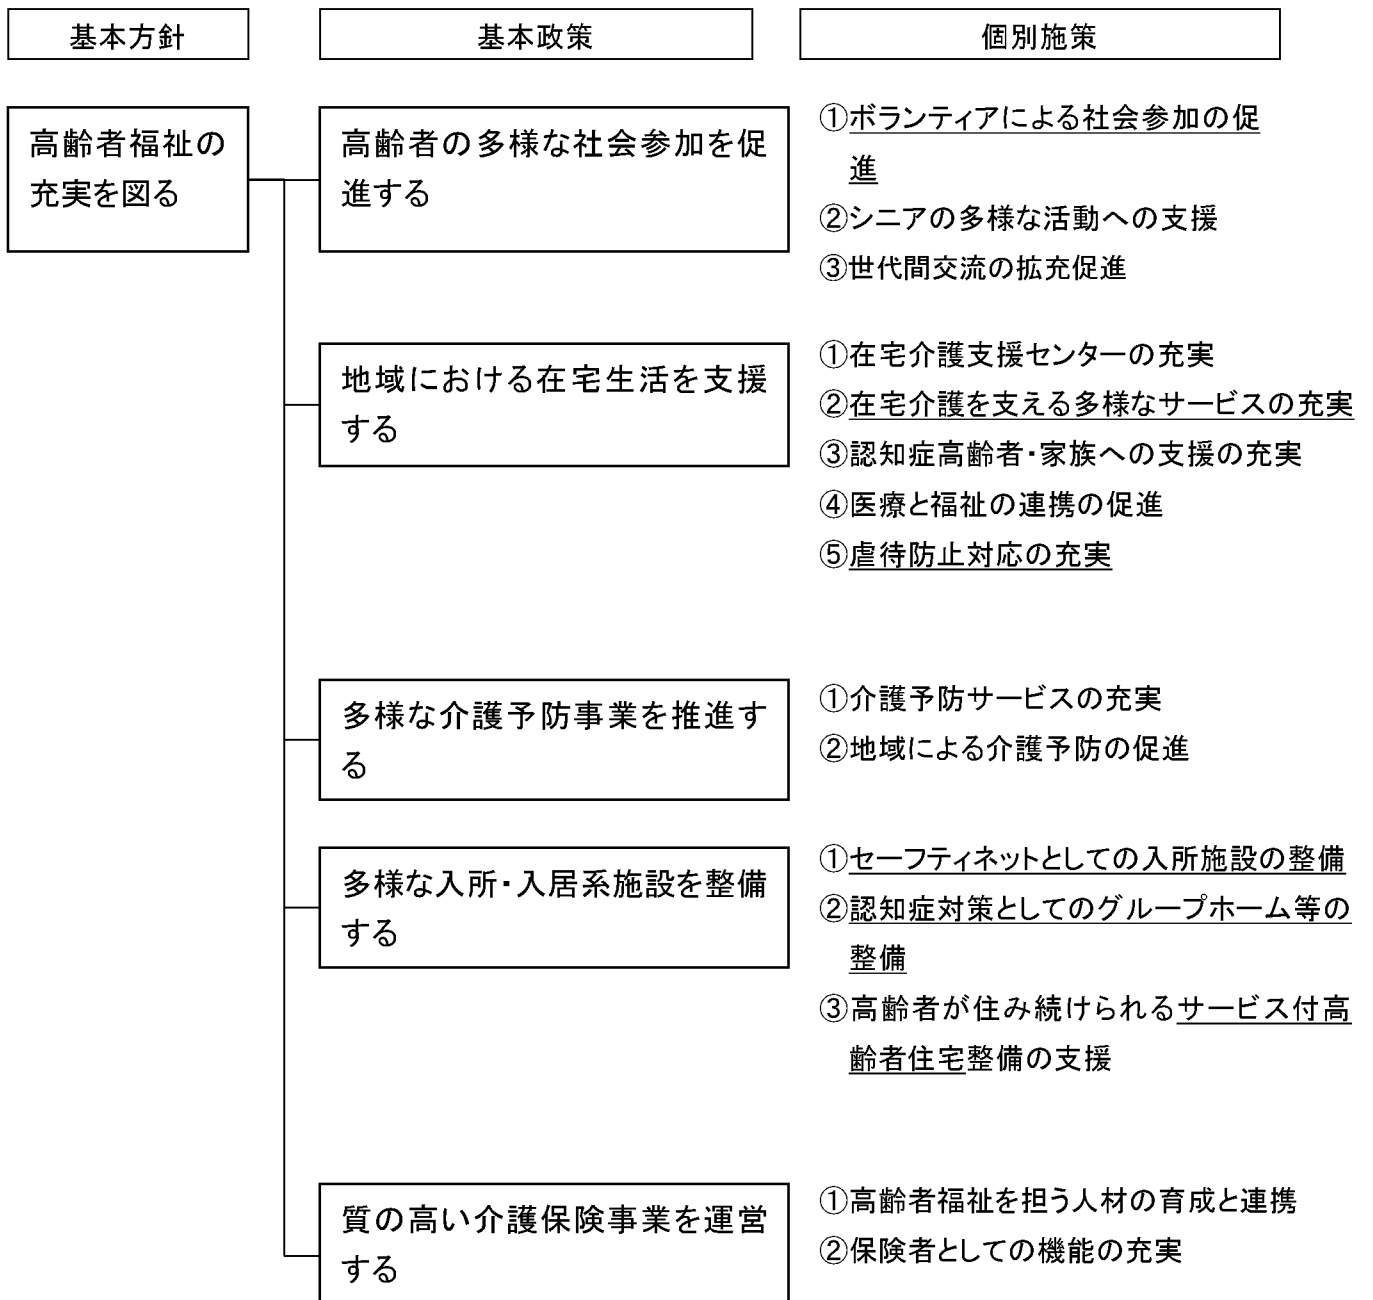 基本方針
基本政策
個別施策
高齢者福祉の
充実を図る
高齢者の多様な社会参加を促
進する
①ボランティアによる社会参加の促
進
②シニアの多様な活動への支援
③世代間交流の拡充促進
地域における在宅生活を支援
する
①在宅介護支援センターの充実
②在宅介護を支える多様なサービスの充実
③認知症高齢者・家族への支援の充実
④医療と福祉の連携の促進
⑤虐待防止対応の充実
多様な介護予防事業を推進す
る
①介護予防サービスの充実
②地域による介護予防の促進
多様な入所・入居系施設を整備
する
①セーフティネットとしての入所施設の整備
②認知症対策としてのグループホーム等の
整備
③高齢者が住み続けられるサービス付高
齢者住宅整備の支援
質の高い介護保険事業を運営
する
①高齢者福祉を担う人材の育成と連携
②保険者としての機能の充実